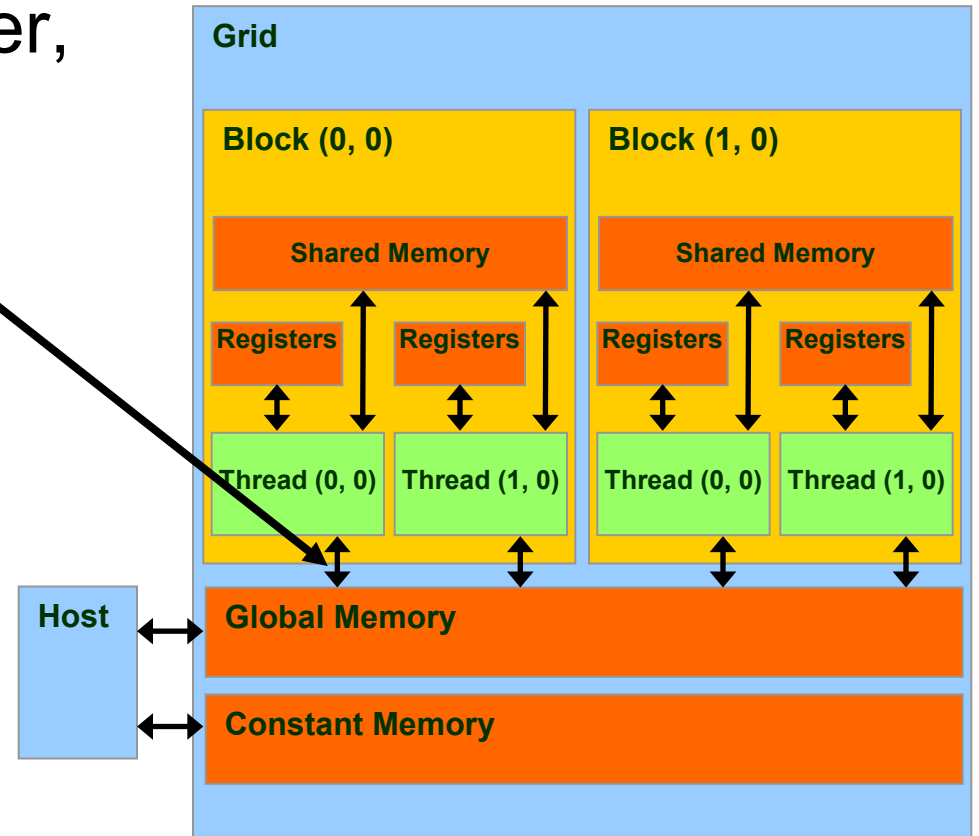 er,
Grid
Block (0, 0)
Block (1, 0)
Shared Memory
Shared Memory
Registers
Registers
Registers
Registers
Thread (0, 0)
Thread (1, 0)
Thread (0, 0)
Thread (1, 0)
Host
Global Memory
Constant Memory